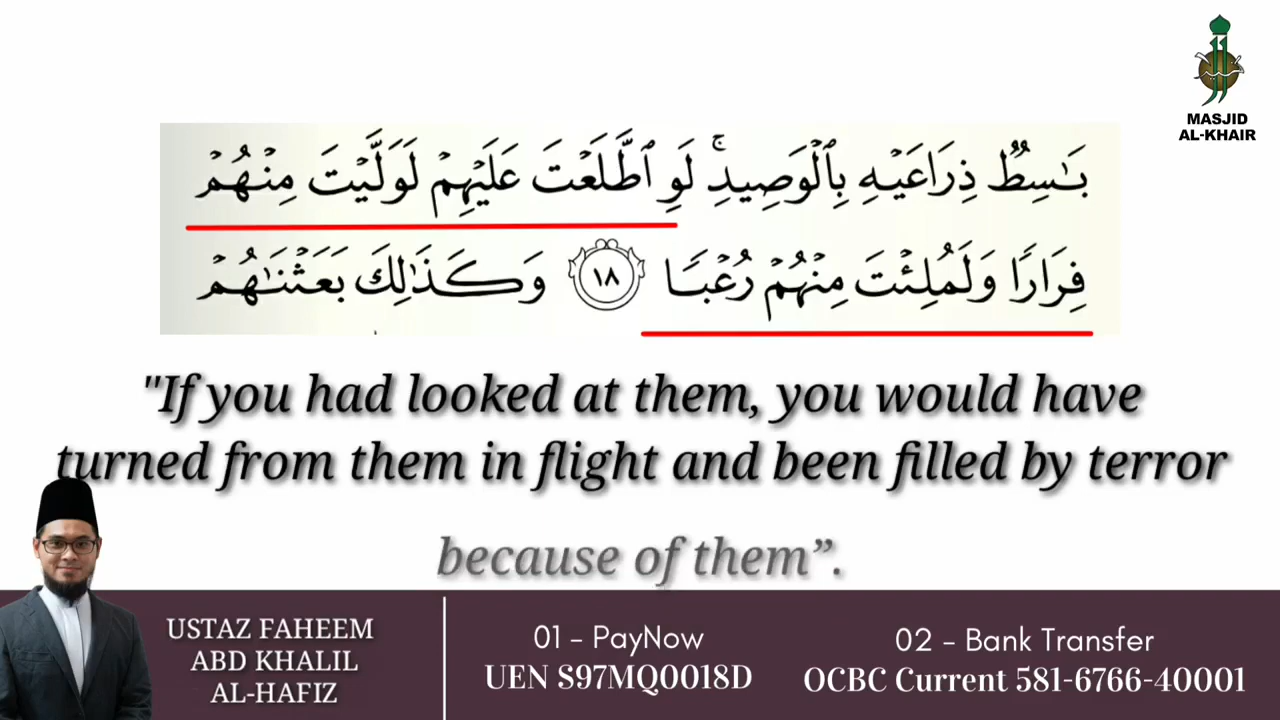 MASJID
AL-KHAIR
بَـٰسِطٌ ذِرَاعَيْهِ بِٱلْوَصِيدِ ۚ لَوِ ٱطَّلَعْتَ عَلَيْهِمْ لَوَلَّيْتَ مِنْهُمْ
فِرَارًا وَلَمُلِئْتَ مِنْهُمْ رُعْبًا ١٨ وَكَذَٰلِكَ بَعَثْنَـٰهُمْ
"If you had looked at them, you would have
turned from them in flight and been filled by terror
because of them”.
USTAZ FAHEEM
ABD KHALIL
AL-HAFIZ
01 – PayNow
UEN S97MQ0018D
02 – Bank Transfer
OCBC Current 581-6766-40001